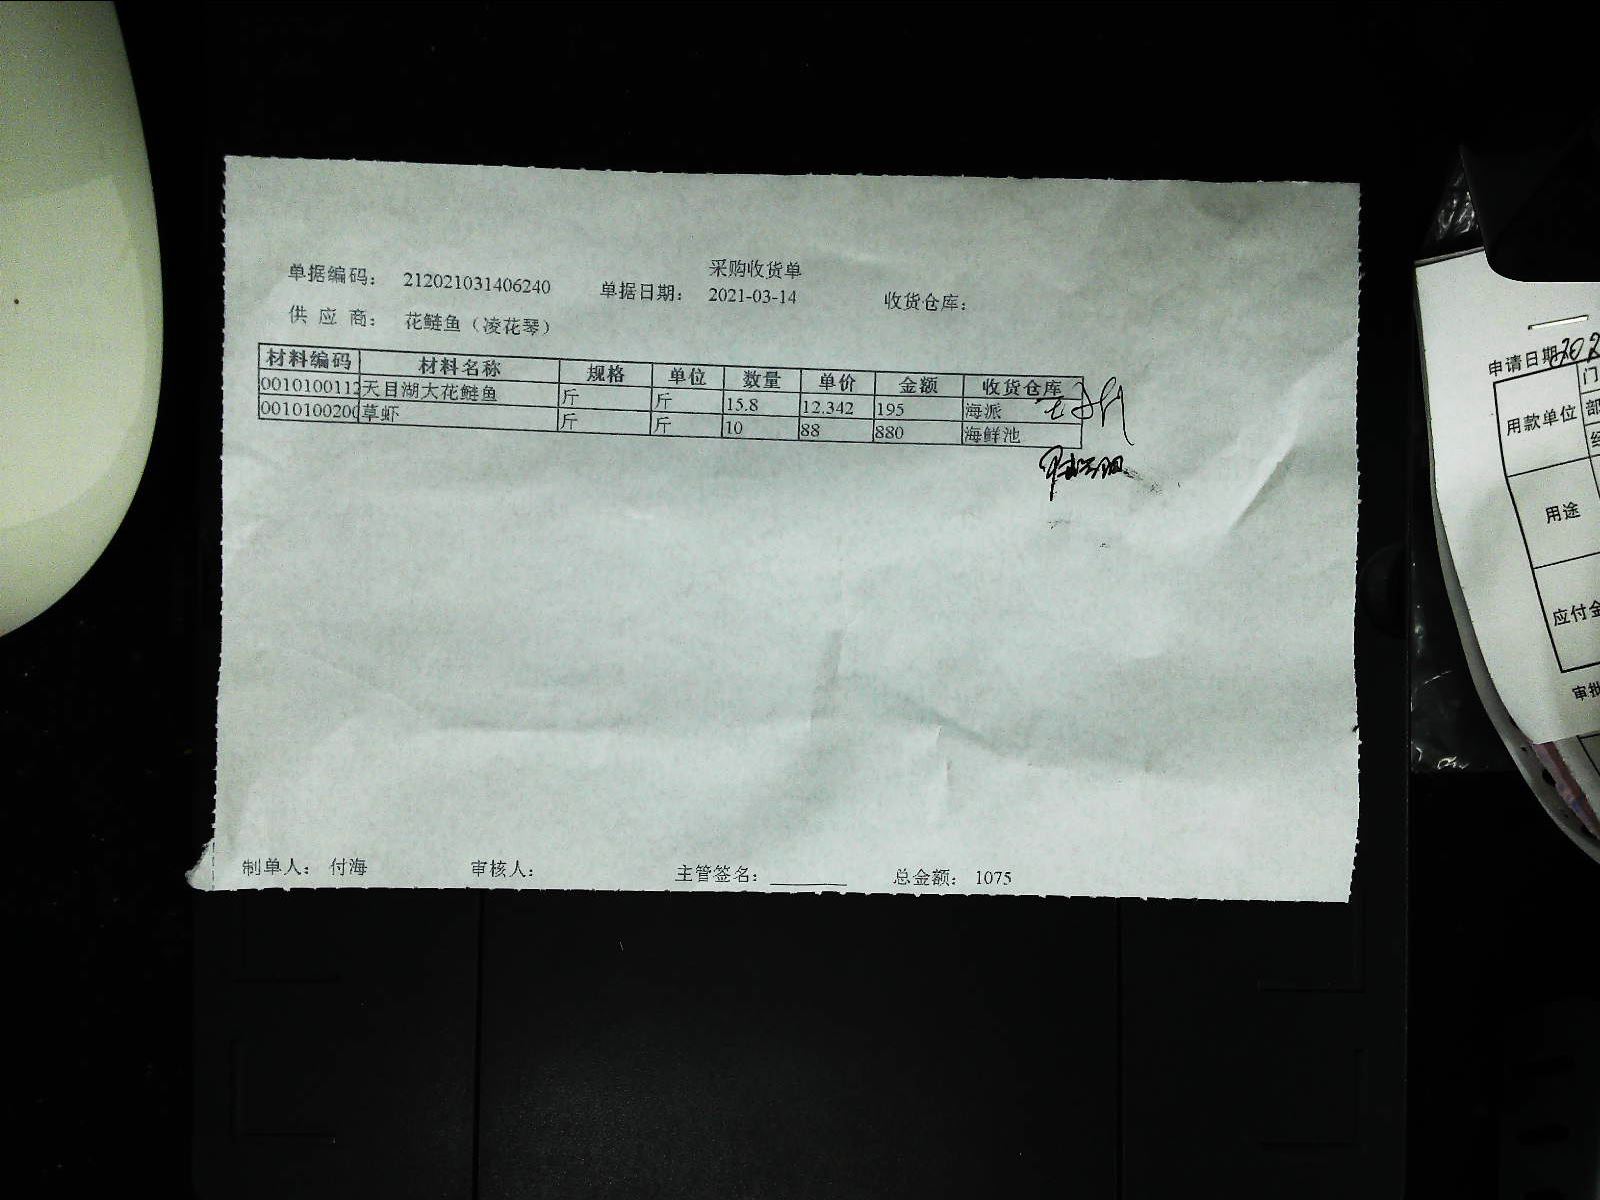 采购收货单
单据编码： 212021031406240 单据日期： 2021-03-14 收货仓库：
供 应 商： 花鲢鱼（凌花琴）
材料编码 材料名称 规格 单位 数量 单价 金额 收货仓库
0010100112 天目湖大花鲢鱼 斤 斤 15.8 12.342 195 海派
001010020 草虾 斤 斤 10 88 880 海鲜池
制单人： 付海 审核人： 主管签名： 总金额： 1075
申请日期 202
用款单位
用途
应付金
审批